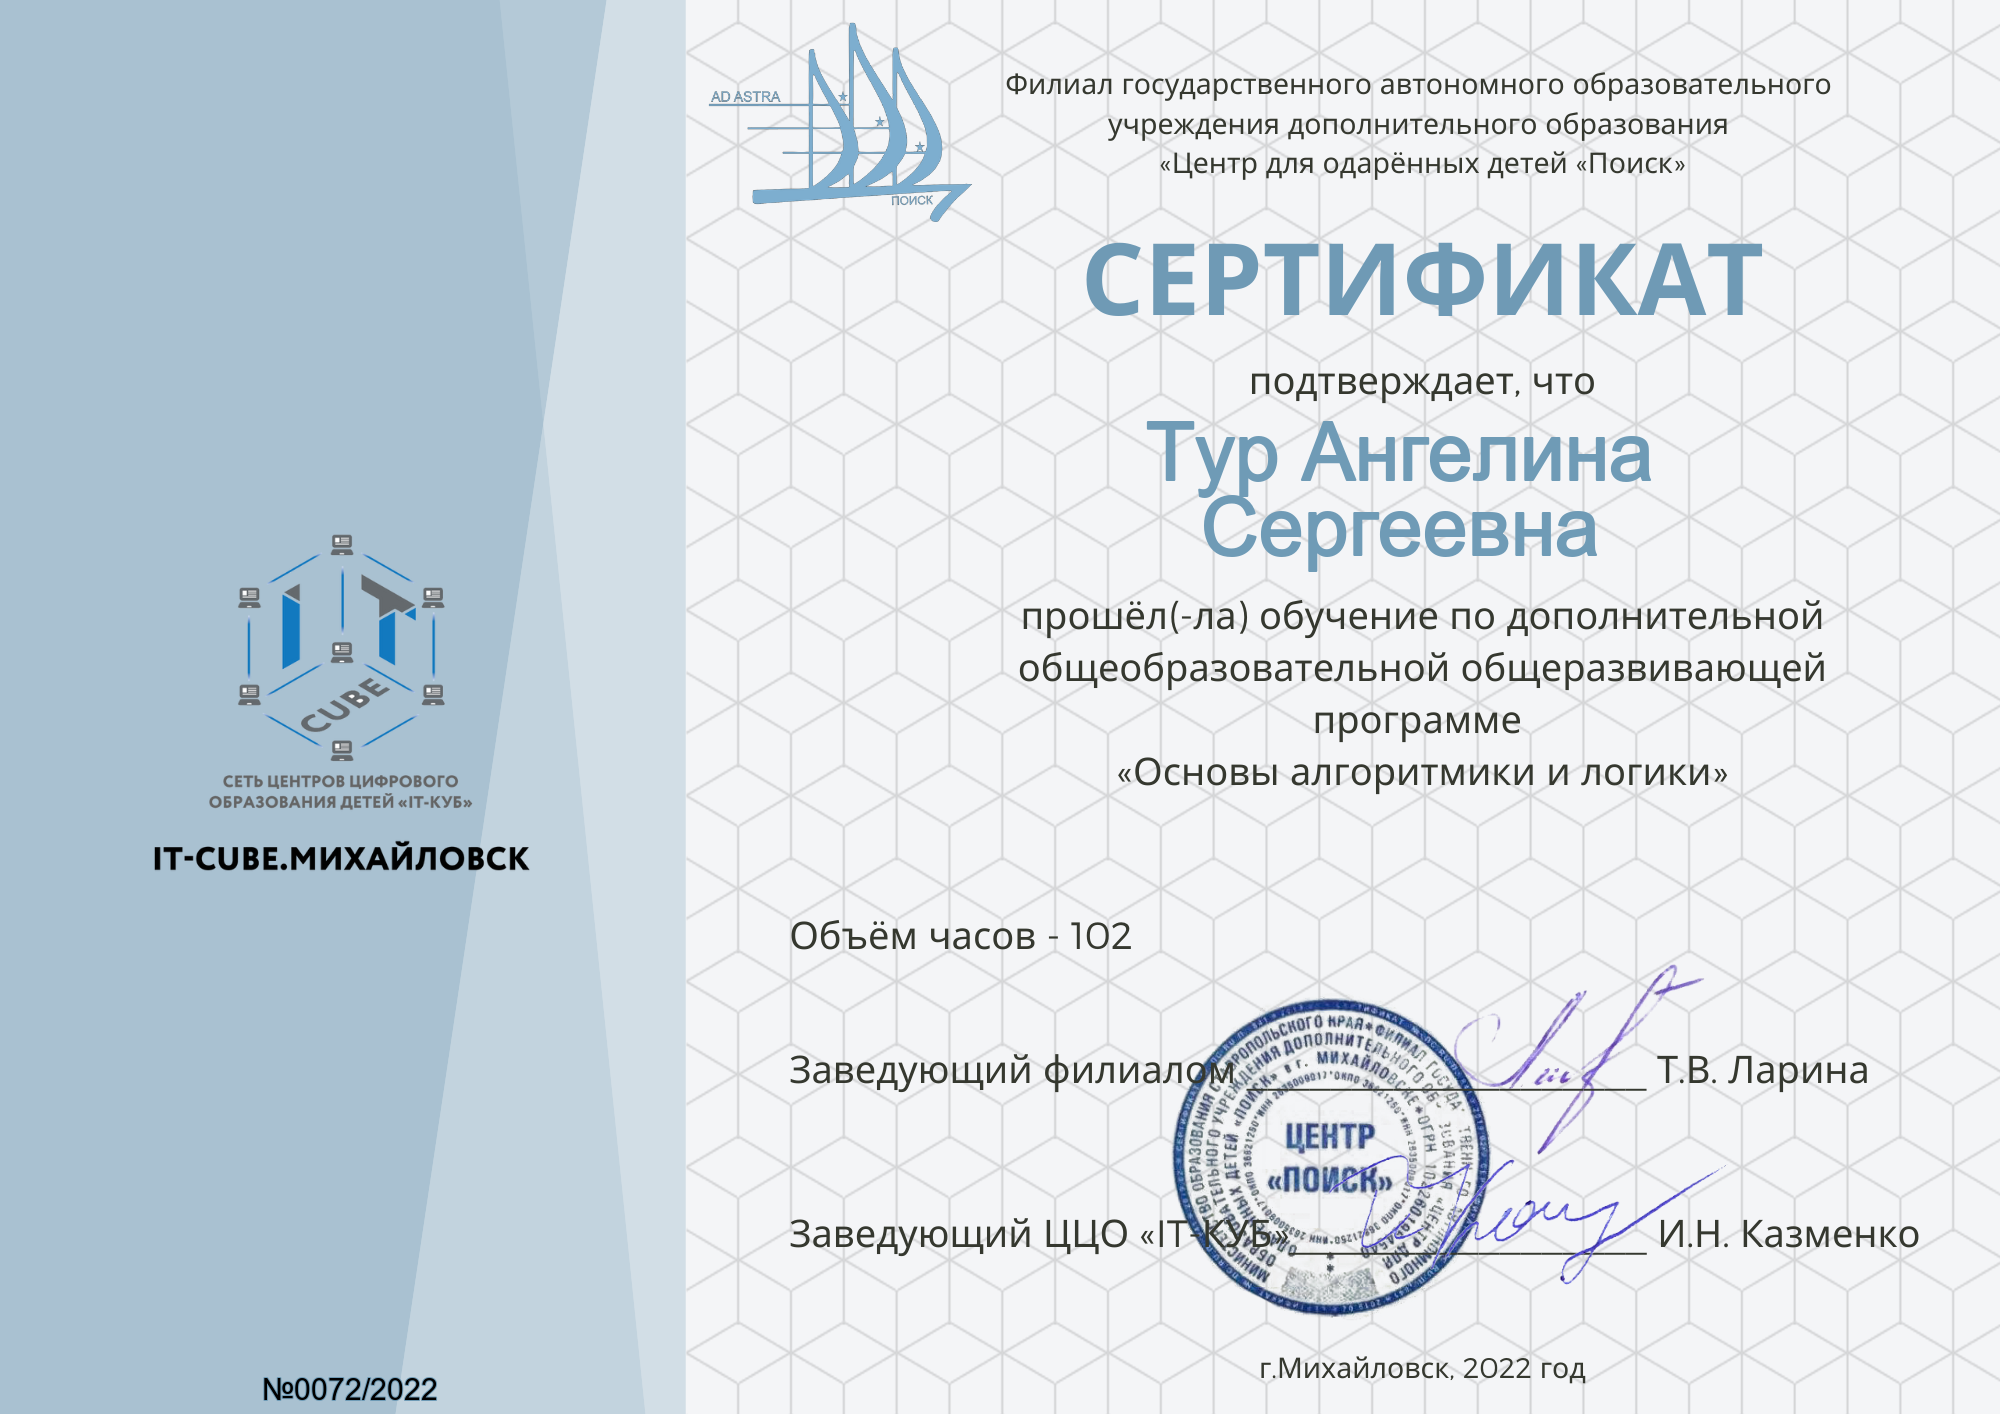 AD ASTRA
ПОИСК
Филиал государственного автономного образовательного
учреждения дополнительного образования
«Центр для одарённых детей «Поиск»
СЕРТИФИКАТ
подтверждает, что
Тур Ангелина
Сергеевна
прошёл(-ла) обучение по дополнительной
общеобразовательной общеразвивающей
программе
«Основы алгоритмики и логики»
IT
CUBE
СЕТЬ ЦЕНТРОВ ЦИФРОВОГО
ОБРАЗОВАНИЯ ДЕТЕЙ «IT-КУБ»
IT-CUBE.МИХАЙЛОВСК
Объём часов - 102
Заведующий филиалом ____________________ Т.В. Ларина
ЦЕНТР
«ПОИСК»
Заведующий ЦЦО «IT-КУБ»__________________ И.Н. Казменко
г.Михайловск, 2022 год
№0072/2022